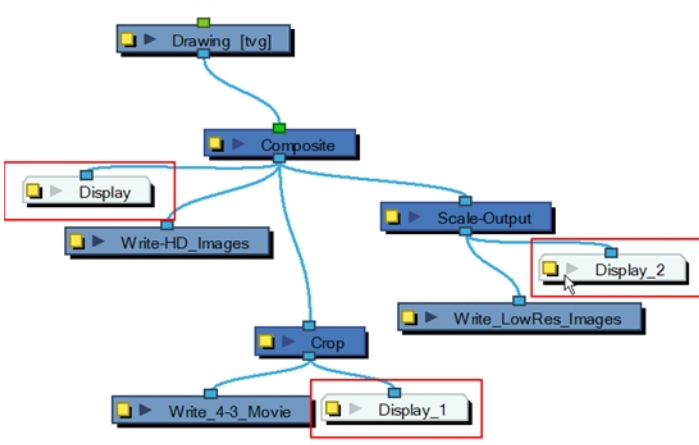 Drawing [tvg]
Composite
Display
Write-HD_Images
Scale-Output
Display_2
Write_LowRes_Images
Crop
Write_4-3_Movie
Display_1